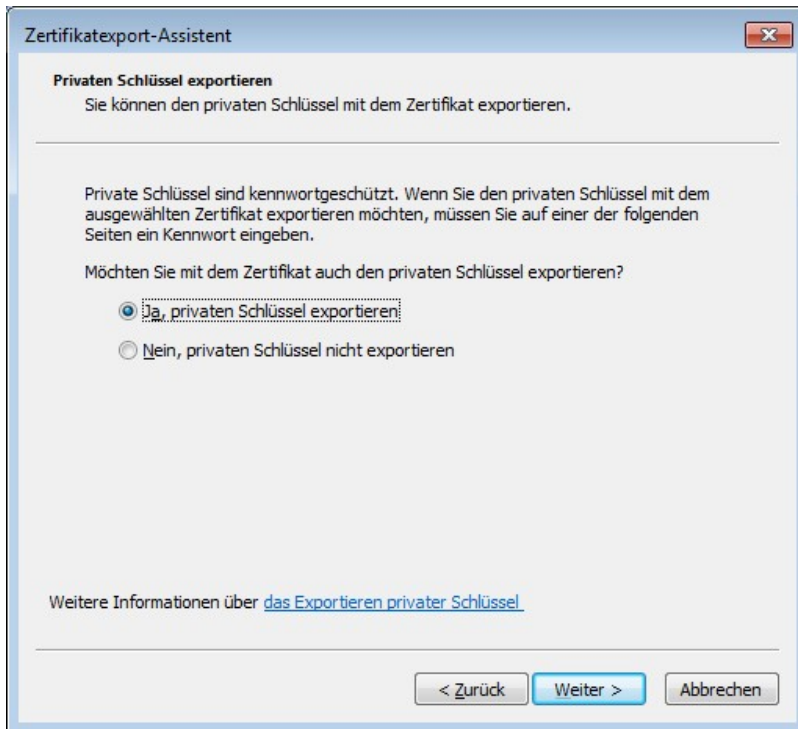 Zertifikatexport-Assistent
Privaten Schlüssel exportieren
Sie können den privaten Schlüssel mit dem Zertifikat exportieren.
Private Schlüssel sind kennwortgeschützt. Wenn Sie den privaten Schlüssel mit dem
ausgewählten Zertifikat exportieren möchten, müssen Sie auf einer der folgenden
Seiten ein Kennwort eingeben.
Möchten Sie mit dem Zertifikat auch den privaten Schlüssel exportieren?
Ja, privaten Schlüssel exportieren
Nein, privaten Schlüssel nicht exportieren
Weitere Informationen über das Exportieren privater Schlüssel
< Zurück Weiter > Abbrechen